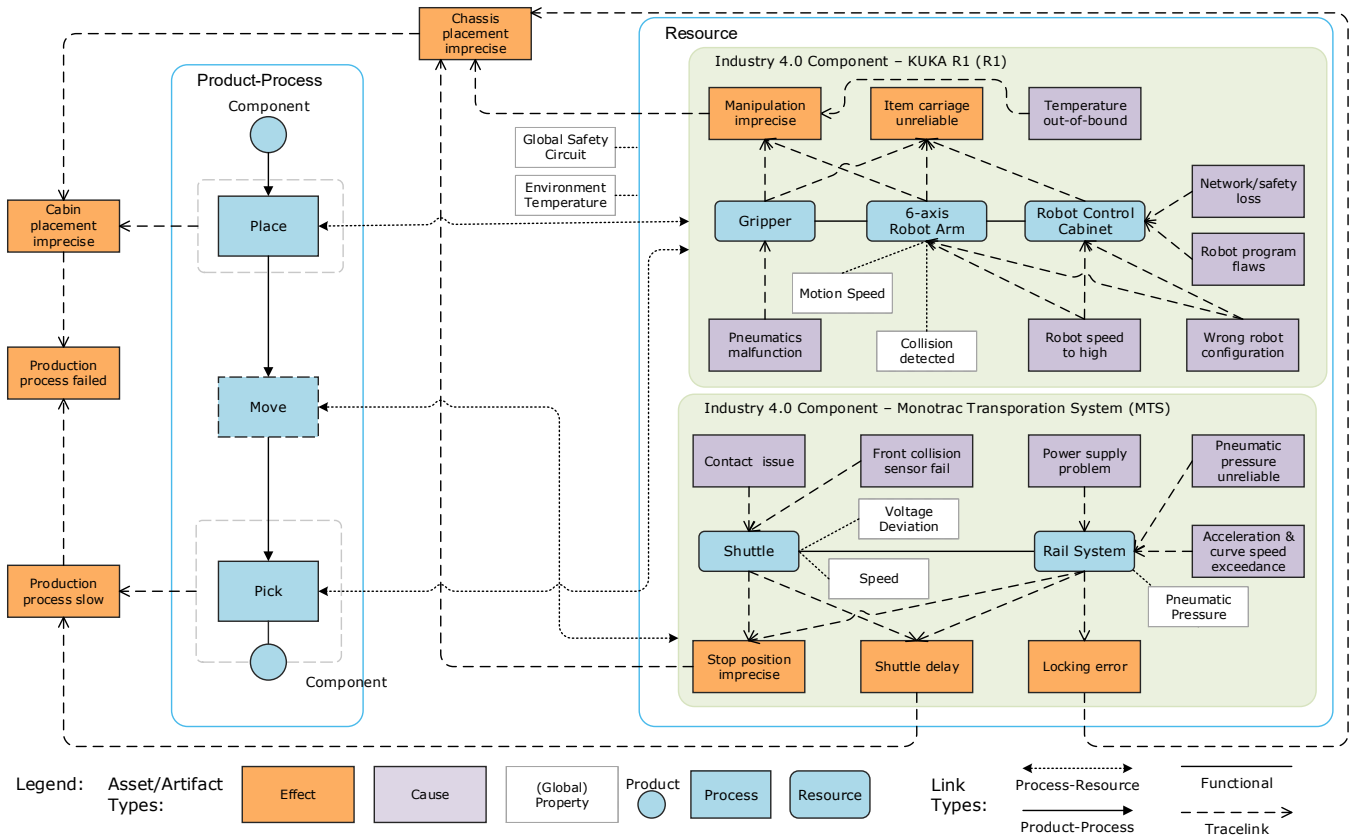 Chassis
placement
imprecise
Resource
Industry 4.0 Component – KUKA R1 (R1)
Product-Process
Component
Manipulation
imprecise
Item carriage
unreliable
Temperature
out-of-bound
Global Safety
Circuit
Environment
Temperature
Network/safety
loss
Cabin
placement
imprecise
Place
Gripper
6-axis
Robot Arm
Robot Control
Cabinet
Robot program
flaws
Motion Speed
Pneumatics
malfunction
Collision
detected
Robot speed
to high
Wrong robot
configuration
Production
process failed
Move
Industry 4.0 Component – Monotrac Transporation System (MTS)
Contact issue
Front collision
sensor fail
Power supply
problem
Pneumatic
pressure
unreliable
Voltage
Deviation
Shuttle
Rail System
Acceleration &
curve speed
exceedance
Speed
Pneumatic
Pressure
Production
process slow
Pick
Component
Stop position
imprecise
Shuttle delay
Locking error
Legend:
Asset/Artifact
Types:
Effect
Cause
(Global)
Property
Product
Process
Resource
Link
Types:
Process-Resource
Functional
Product-Process
Tracelink